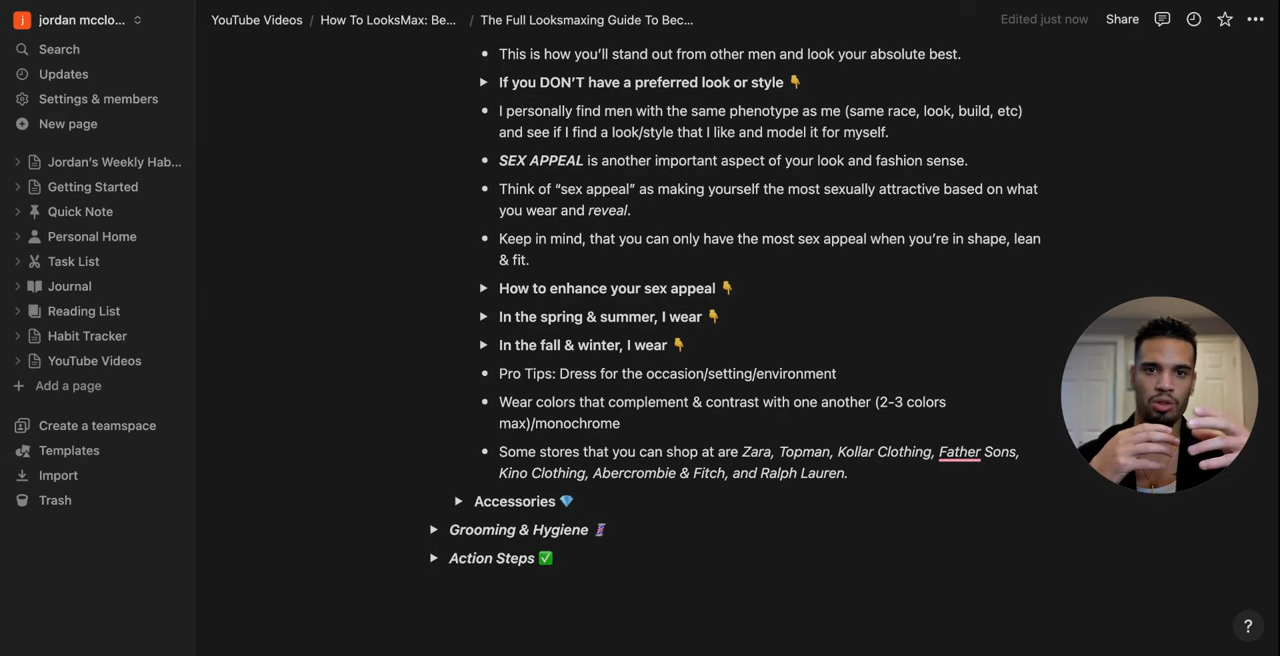 jordan mcclo...
Search
Updates
Settings & members
New page
Jordan's Weekly Hab...
Getting Started
Quick Note
Personal Home
Task List
Journal
Reading List
Habit Tracker
YouTube Videos
Add a page
Create a teamspace
Templates
Import
Trash
YouTube Videos / How To LooksMax: Be... / The Full Looksmaxing Guide To Bec...
Edited just now Share
This is how you'll stand out from other men and look your absolute best.
If you DON'T have a preferred look or style 👇
I personally find men with the same phenotype as me (same race, look, build, etc)
and see if I find a look/style that I like and model it for myself.
SEX APPEAL is another important aspect of your look and fashion sense.
Think of “sex appeal” as making yourself the most sexually attractive based on what
you wear and reveal.
Keep in mind, that you can only have the most sex appeal when you're in shape, lean
& fit.
How to enhance your sex appeal 👇
In the spring & summer, I wear 👇
In the fall & winter, I wear 👇
Pro Tips: Dress for the occasion/setting/environment
Wear colors that complement & contrast with one another (2-3 colors
max)/monochrome
Some stores that you can shop at are Zara, Topman, Kollar Clothing, Father Sons,
Kino Clothing, Abercrombie & Fitch, and Ralph Lauren.
Accessories 💎
Grooming & Hygiene 💈
Action Steps ✅
?